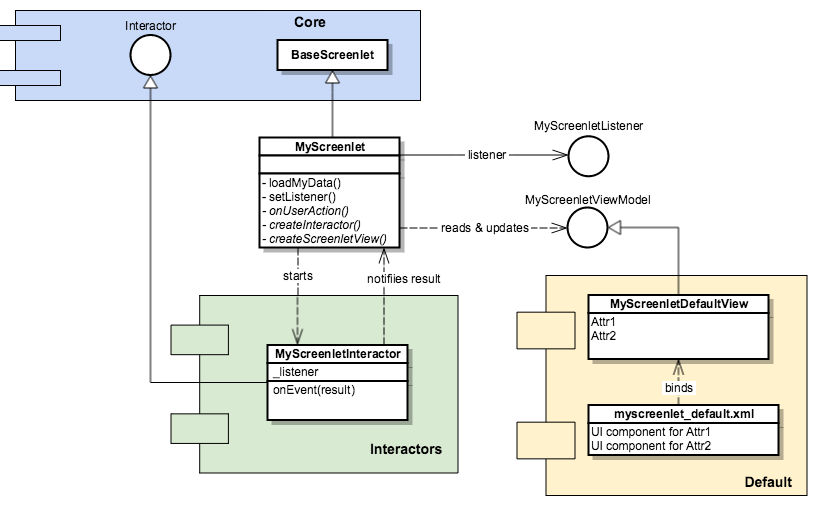 Core
Interactor
BaseScreenlet
MyScreenlet
- loadMyData()
- setListener()
- onUserAction()
- createInteractor()
- createScreenletView()
listener
MyScreenletListener
MyScreenletViewModel
reads & updates
starts
notifiies result
MyScreenletInteractor
_listener
onEvent(result)
Interactors
MyScreenletDefaultView
Attr1
Attr2
binds
myscreenlet_default.xml
UI component for Attr1
UI component for Attr2
Default